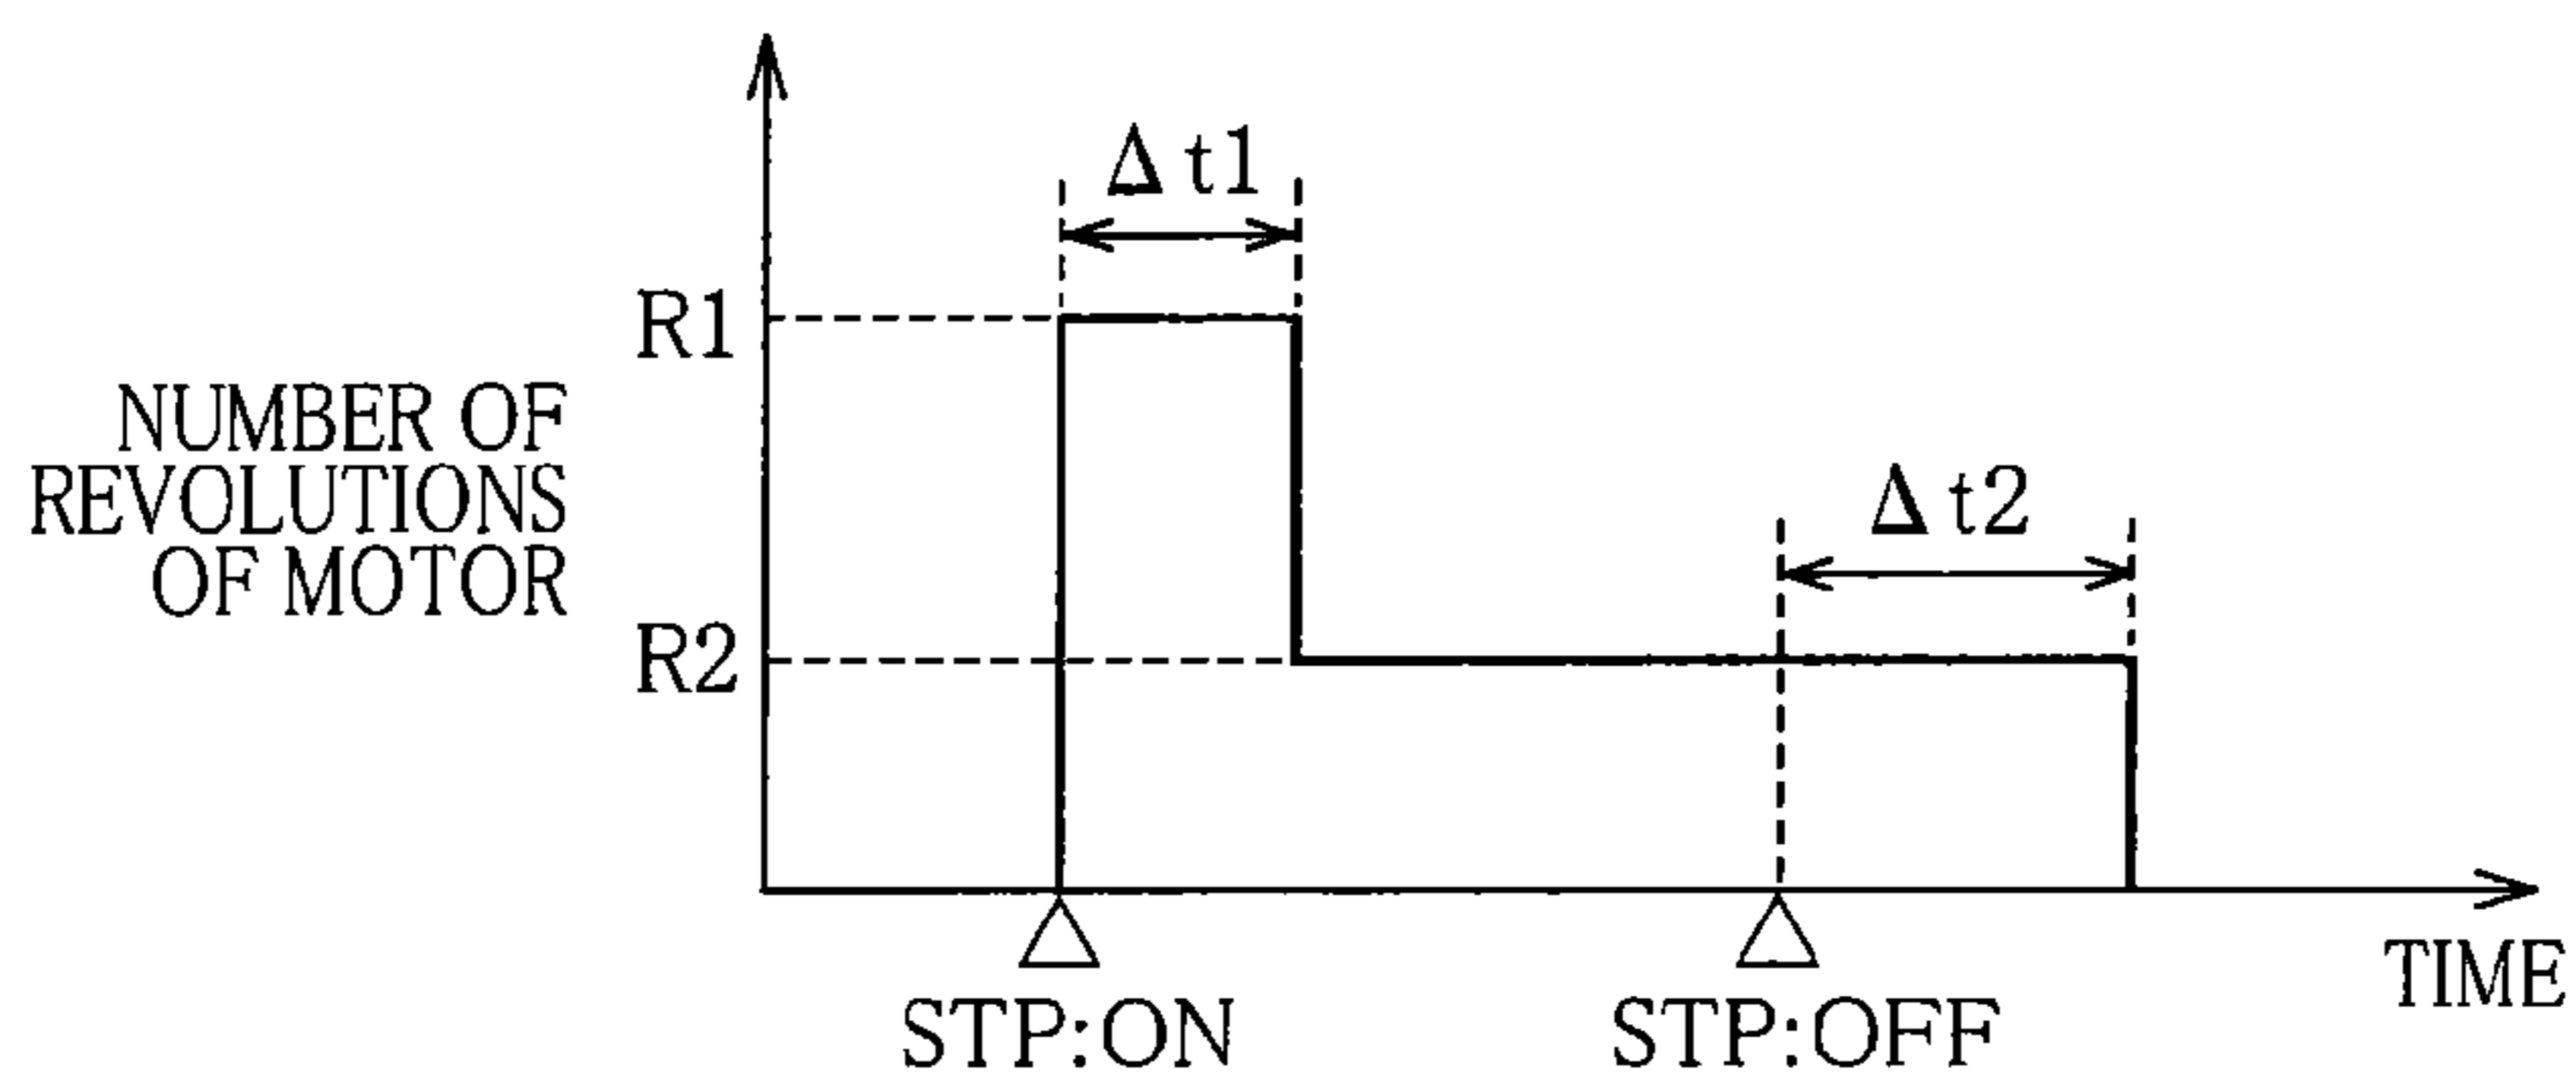 Δt1
R1
NUMBER OF
REVOLUTIONS
OF MOTOR
Δt2
R2
TIME
STP:ON
STP:OFF